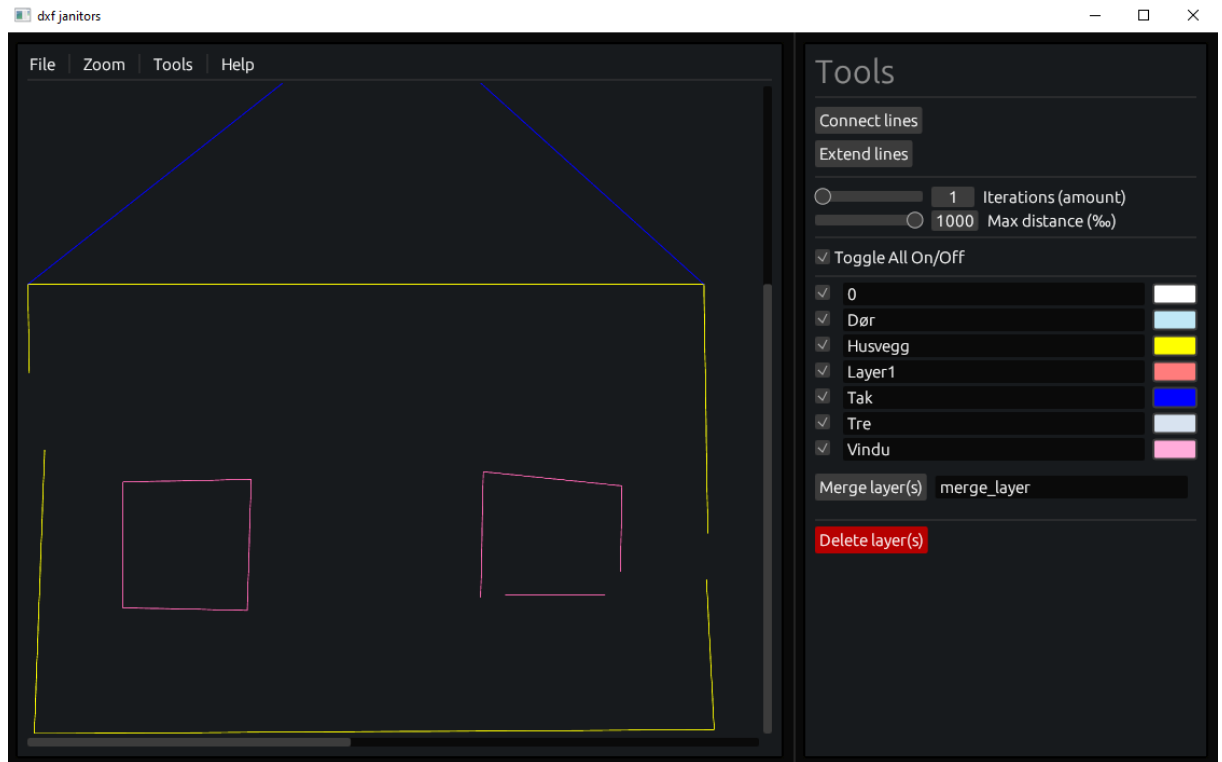 dxf janitors
File Zoom Tools Help
Tools
Connect lines
Extend lines
1 Iterations (amount)
1000 Max distance (‰)
Toggle All On/Off
0
Dør
Husvegg
Layer1
Tak
Tre
Vindu
Merge layer(s) merge_layer
Delete layer(s)